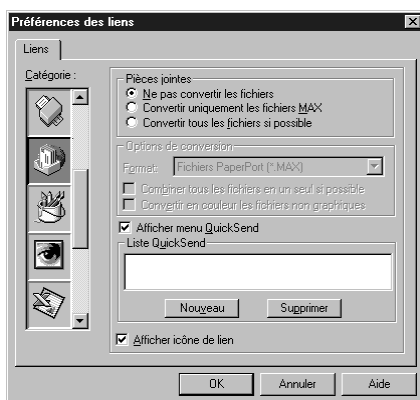 Préférences des liens
Liens
Catégorie :
Pièces jointes
Ne pas convertir les fichiers
Convertir uniquement les fichiers MAX
Convertir tous les fichiers si possible
Options de conversion
Format: Fichiers PaperPort (*.MAX)
Combiner tous les fichiers en un seul si possible
Convertir en couleur les fichiers non graphiques
Afficher menu QuickSend
Liste QuickSend
Nouveau Supprimer
Afficher icône de lien
OK Annuler Aide